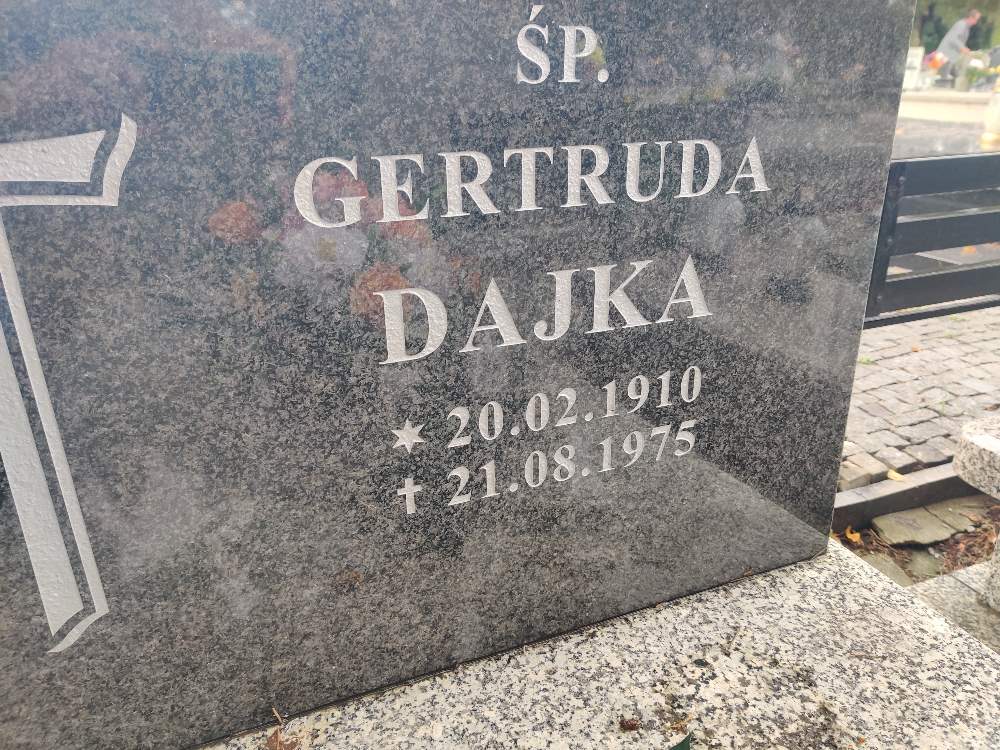 ŚP.
GERTRUDA
DAJKA
✶ 20.02.1910
✝ 21.08.1975